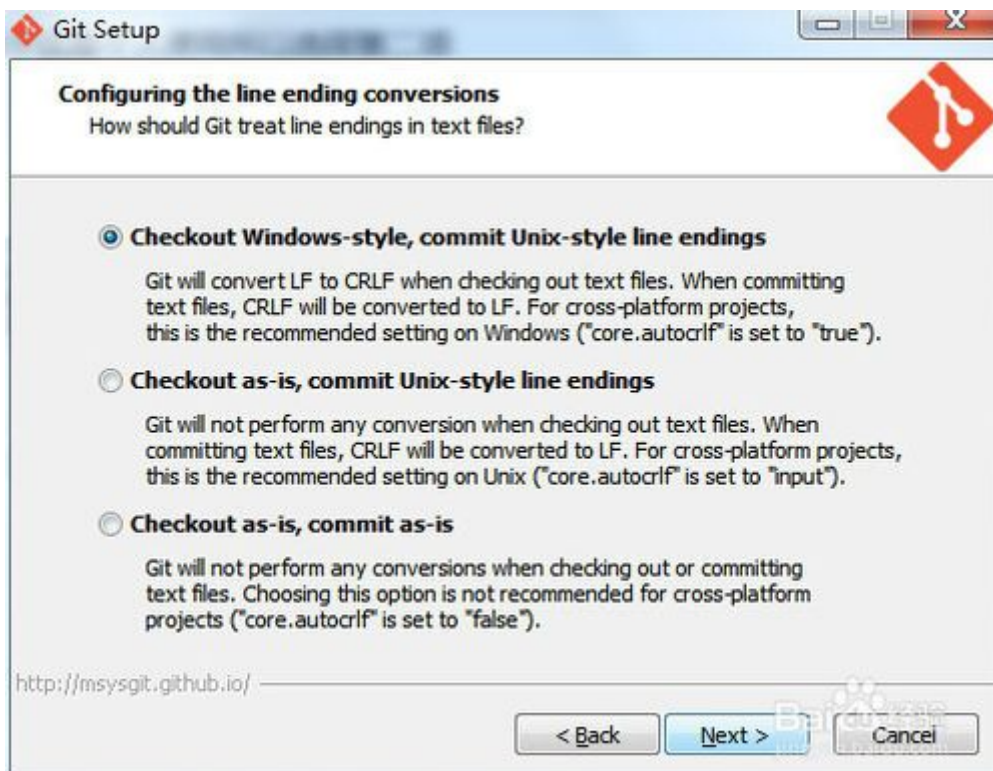 Git Setup
Configuring the line ending conversions
How should Git treat line endings in text files?
Checkout Windows-style, commit Unix-style line endings
Git will convert LF to CRLF when checking out text files. When committing
text files, CRLF will be converted to LF. For cross-platform projects,
this is the recommended setting on Windows ("core.autocrlf" is set to "true").
Checkout as-is, commit Unix-style line endings
Git will not perform any conversion when checking out text files. When
committing text files, CRLF will be converted to LF. For cross-platform projects,
this is the recommended setting on Unix ("core.autocrlf" is set to "input").
Checkout as-is, commit as-is
Git will not perform any conversions when checking out or committing
text files. Choosing this option is not recommended for cross-platform
projects ("core.autocrlf" is set to "false").
http://msysgit.github.io/
< Back
Next >
Cancel
Baidu 经验